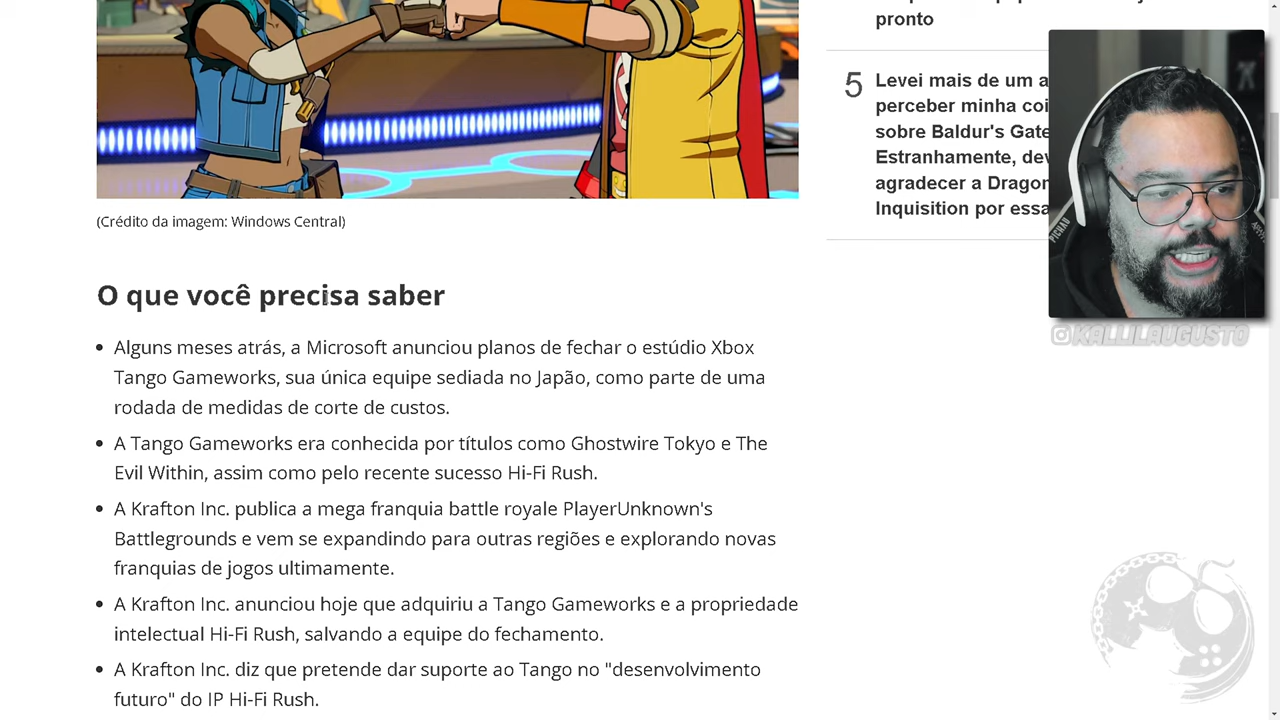 pronto
5
Levei mais de um a
perceber minha coi
sobre Baldur's Gate
Estranhamente, dev
agradecer a Dragon
Inquisition por essa
PICHAU
KALLILAUGUSTO
(Crédito da imagem: Windows Central)
O que você precisa saber
• Alguns meses atrás, a Microsoft anunciou planos de fechar o estúdio Xbox
Tango Gameworks, sua única equipe sediada no Japão, como parte de uma
rodada de medidas de corte de custos.
• A Tango Gameworks era conhecida por títulos como Ghostwire Tokyo e The
Evil Within, assim como pelo recente sucesso Hi-Fi Rush.
• A Krafton Inc. publica a mega franquia battle royale PlayerUnknown's
Battlegrounds e vem se expandindo para outras regiões e explorando novas
franquias de jogos ultimamente.
• A Krafton Inc. anunciou hoje que adquiriu a Tango Gameworks e a propriedade
intelectual Hi-Fi Rush, salvando a equipe do fechamento.
• A Krafton Inc. diz que pretende dar suporte ao Tango no "desenvolvimento
futuro" do IP Hi-Fi Rush.